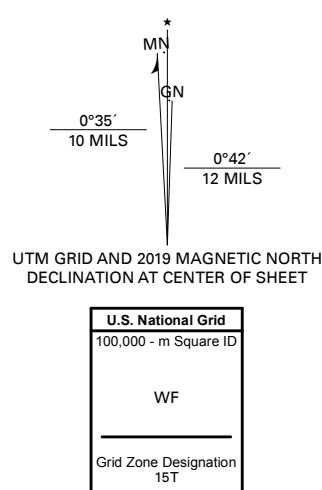 MN
GN
0°35´
10 MILS
0°42´
12 MILS
UTM GRID AND 2019 MAGNETIC NORTH
DECLINATION AT CENTER OF SHEET
U.S. National Grid
100,000 - m Square ID
WF
Grid Zone Designation
15T